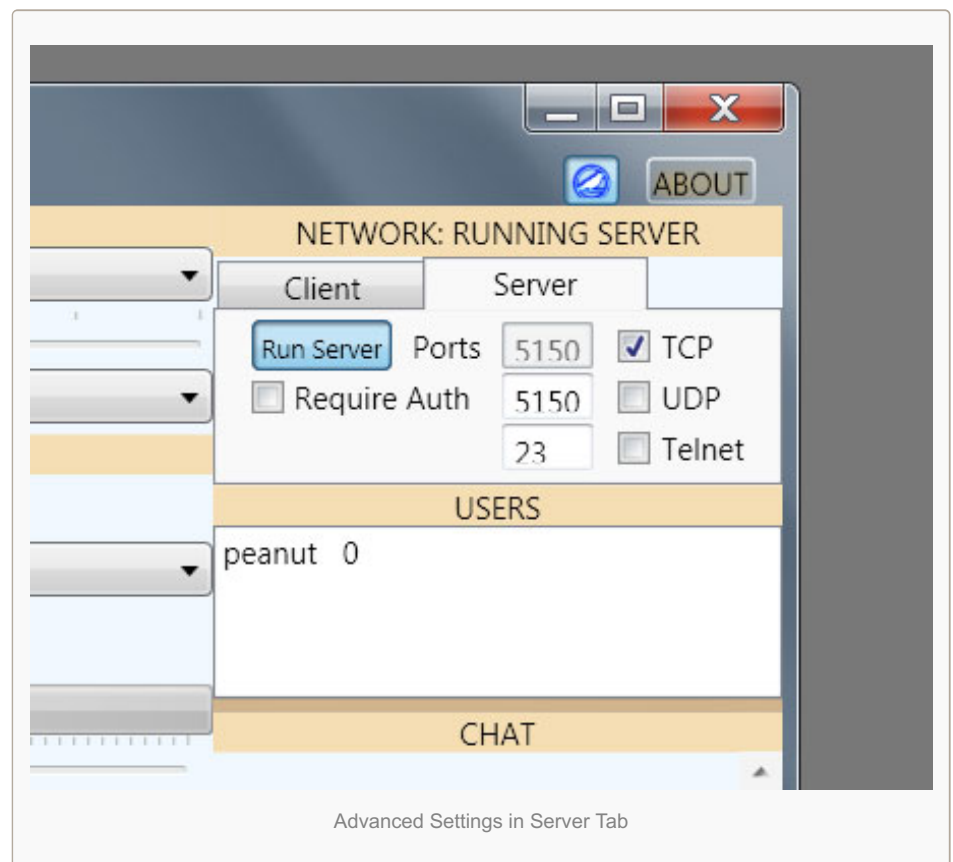 ABOUT
NETWORK: RUNNING SERVER
Client Server
Run Server Ports 5150 TCP
Require Auth 5150 UDP
23 Telnet
USERS
peanut 0
CHAT
Advanced Settings in Server Tab